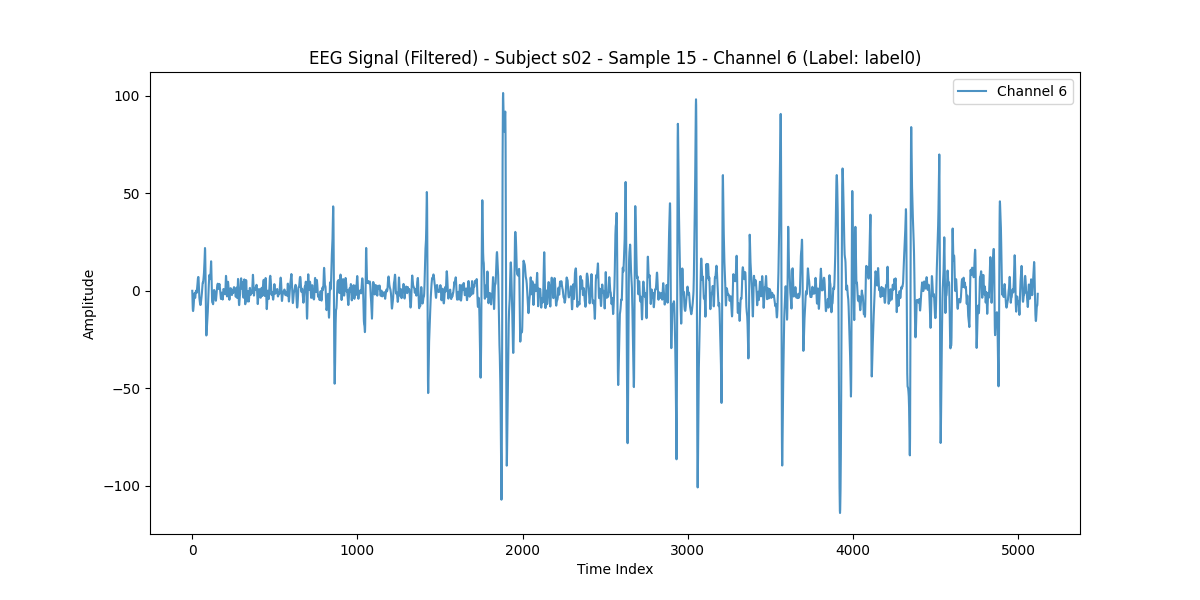 EEG Signal (Filtered) - Subject s02 - Sample 15 - Channel 6 (Label: label0)
Channel 6
100
50
0
−50
−100
Amplitude
0 1000 2000 3000 4000 5000
Time Index